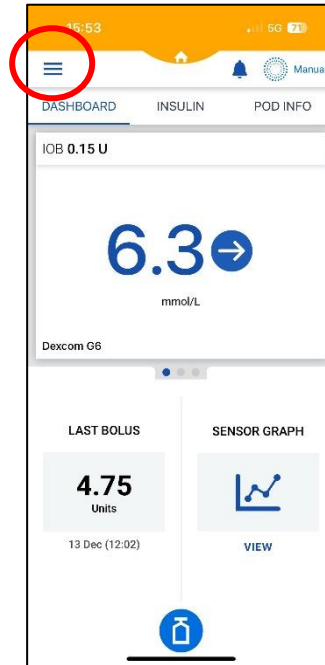 15:53
5G 71
Manua
DASHBOARD INSULIN POD INFO
IOB 0.15 U
6.3
mmol/L
Dexcom G6
LAST BOLUS SENSOR GRAPH
4.75
Units
13 Dec (12:02) VIEW